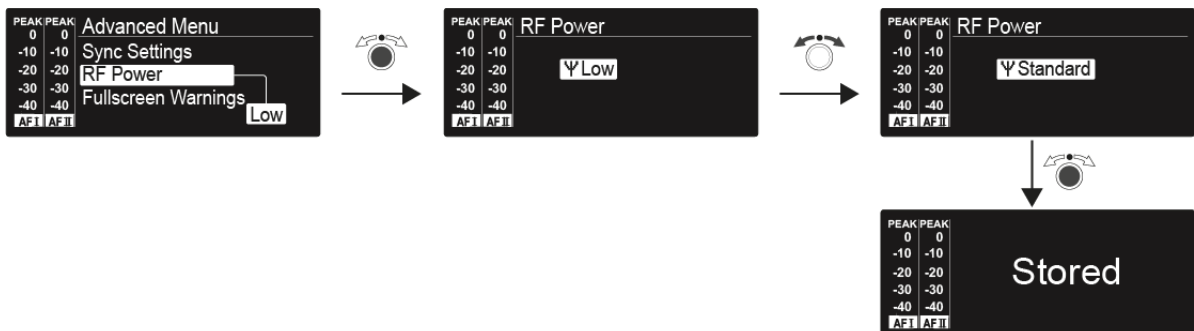 PEAK PEAK Advanced Menu
0 0
-10 -10 Sync Settings
-20 -20 RF Power
-30 -30 Fullscreen Warnings
-40 -40 Low
AF I AF II
PEAK PEAK RF Power
0 0
-10 -10
-20 -20 Low
-30 -30
-40 -40
AF I AF II
PEAK PEAK RF Power
0 0
-10 -10
-20 -20 Standard
-30 -30
-40 -40
AF I AF II
PEAK PEAK
0 0
-10 -10
-20 -20 Stored
-30 -30
-40 -40
AF I AF II